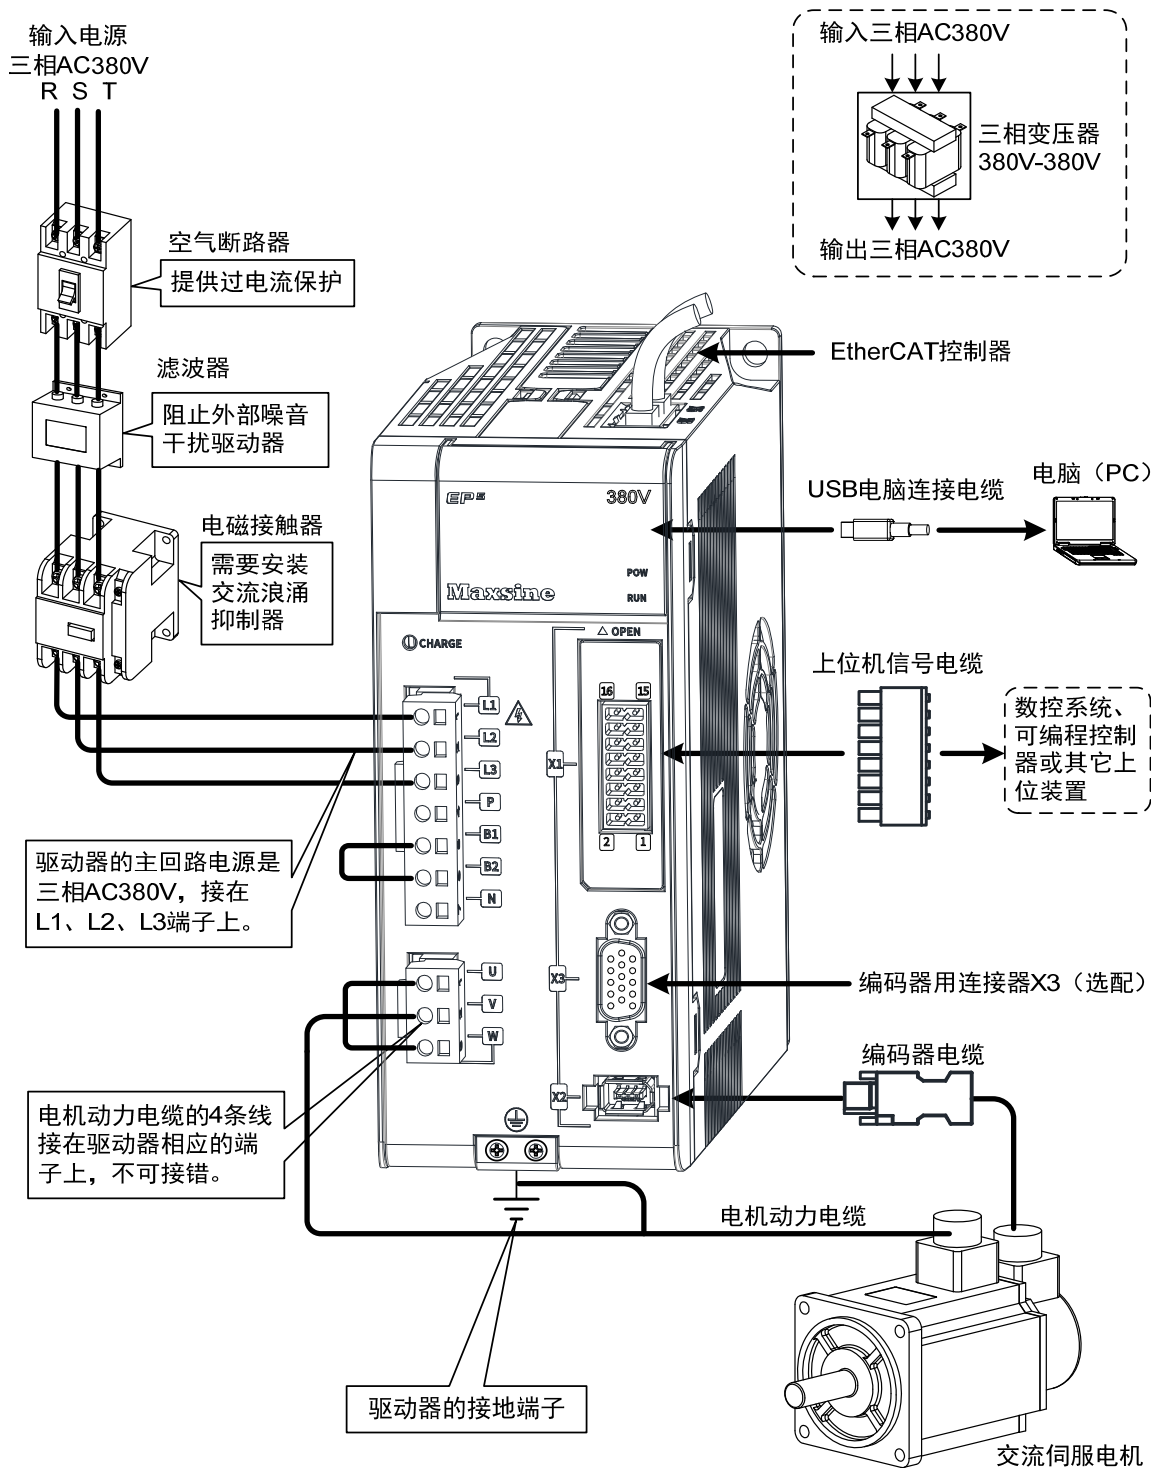 输入电源
三相AC380V
R S T
空气断路器
提供过电流保护
滤波器
阻止外部噪音
干扰驱动器
电磁接触器
需要安装
交流浪涌
抑制器
输入三相AC380V
三相变压器
380V-380V
输出三相AC380V
EtherCAT控制器
USB电脑连接电缆
电脑（PC）
EP5
380V
POW
RUN
Maxsine
CHARGE
△ OPEN
16 15
2 1
L1
L2
L3
P
B1
B2
N
U
V
W
X1
X3
X2
上位机信号电缆
数控系统、
可编程控制
器或其它上
位装置
驱动器的主回路电源是
三相AC380V，接在
L1、L2、L3端子上。
编码器用连接器X3（选配）
编码器电缆
电机动力电缆的4条线
接在驱动器相应的端
子上，不可接错。
电机动力电缆
驱动器的接地端子
交流伺服电机